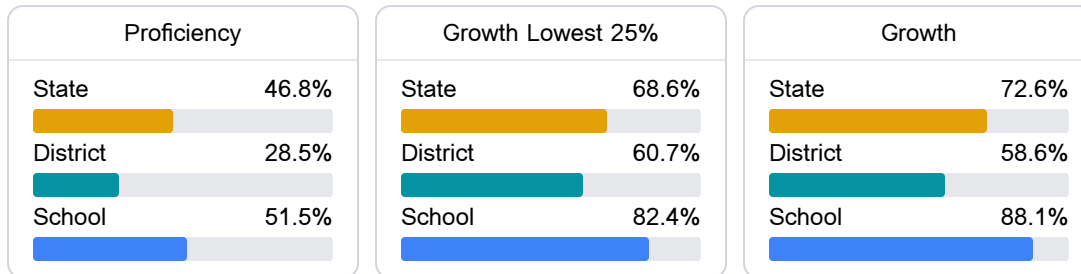 Proficiency
State 46.8%
District 28.5%
School 51.5%
Growth Lowest 25%
State 68.6%
District 60.7%
School 82.4%
Growth
State 72.6%
District 58.6%
School 88.1%